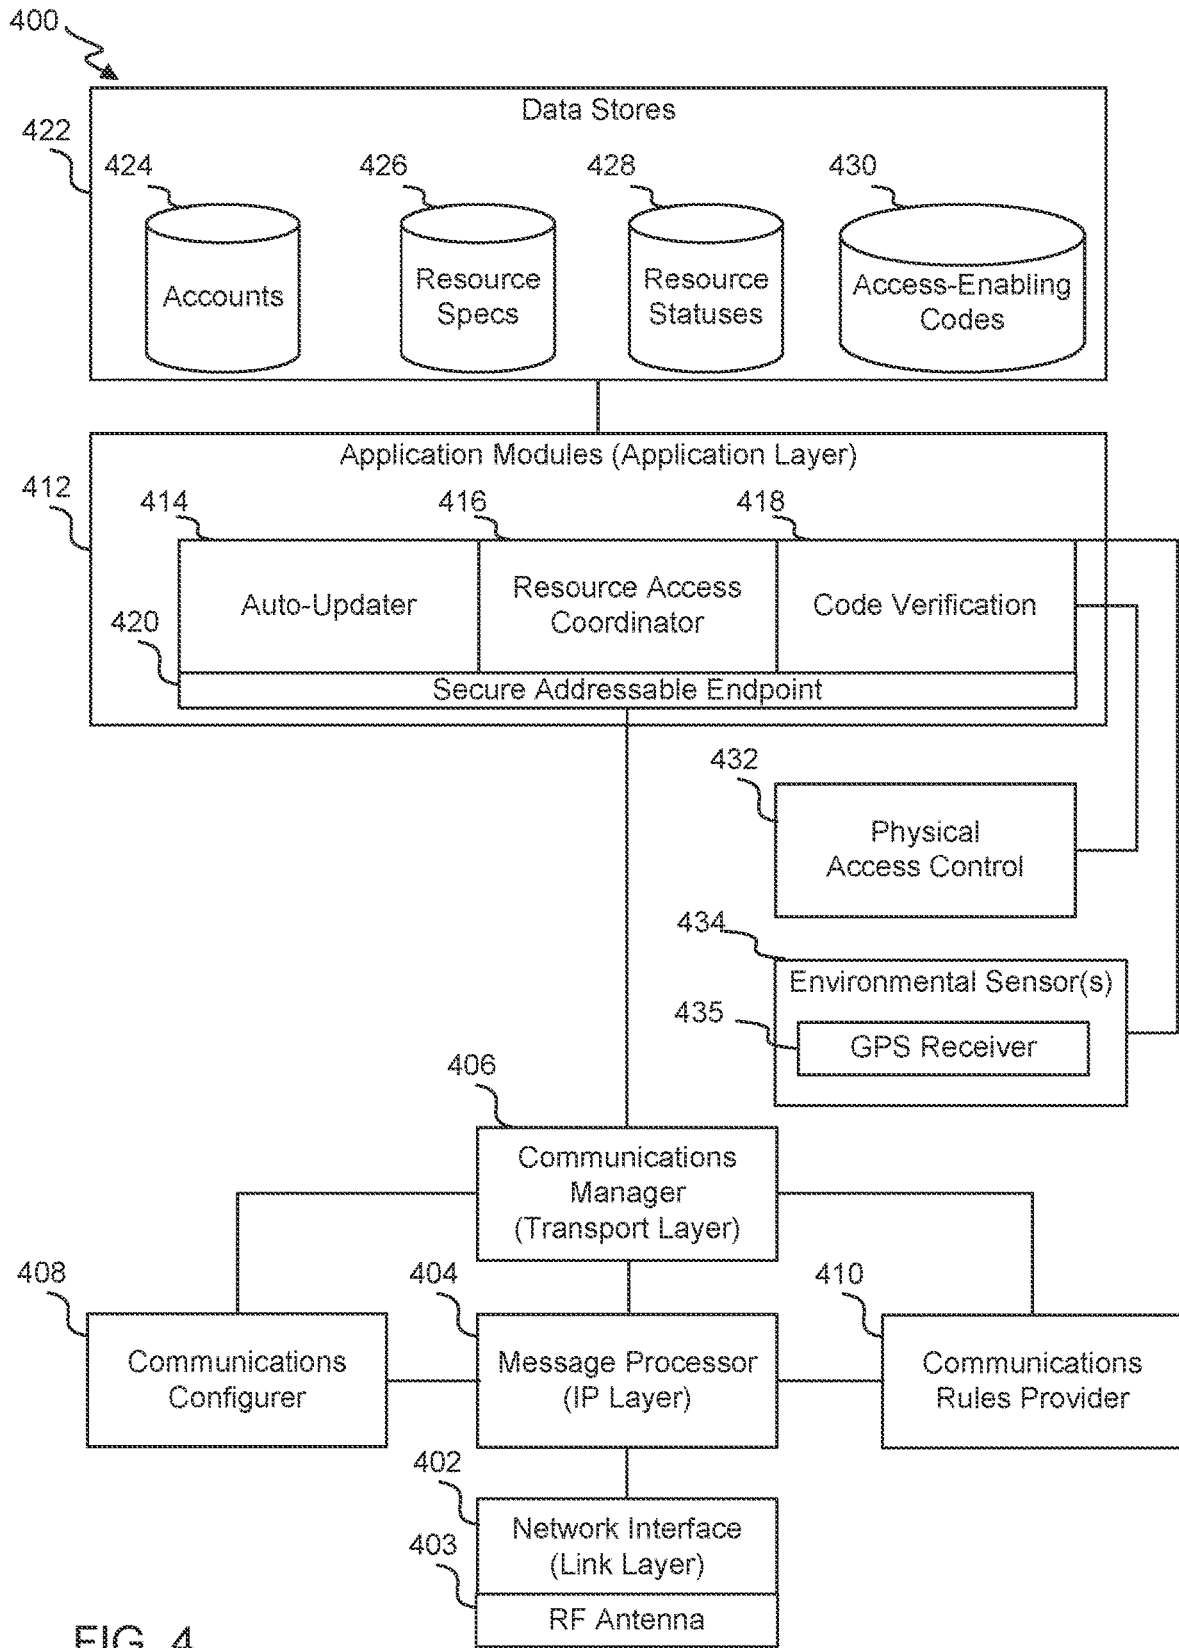 400
Data Stores
422
424
426
428
430
Accounts
Resource
Specs
Resource
Statuses
Access-Enabling
Codes
Application Modules (Application Layer)
412
414
416
418
Auto-Updater
Resource Access
Coordinator
Code Verification
420
Secure Addressable Endpoint
432
Physical
Access Control
434
Environmental Sensor(s)
435
GPS Receiver
406
Communications
Manager
(Transport Layer)
408
404
410
Communications
Configurer
Message Processor
(IP Layer)
Communications
Rules Provider
402
Network Interface
(Link Layer)
403
RF Antenna
FIG. 4